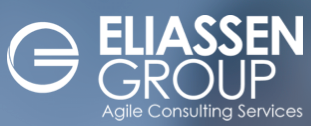 ELIASSEN
GROUP
Agile Consulting Services